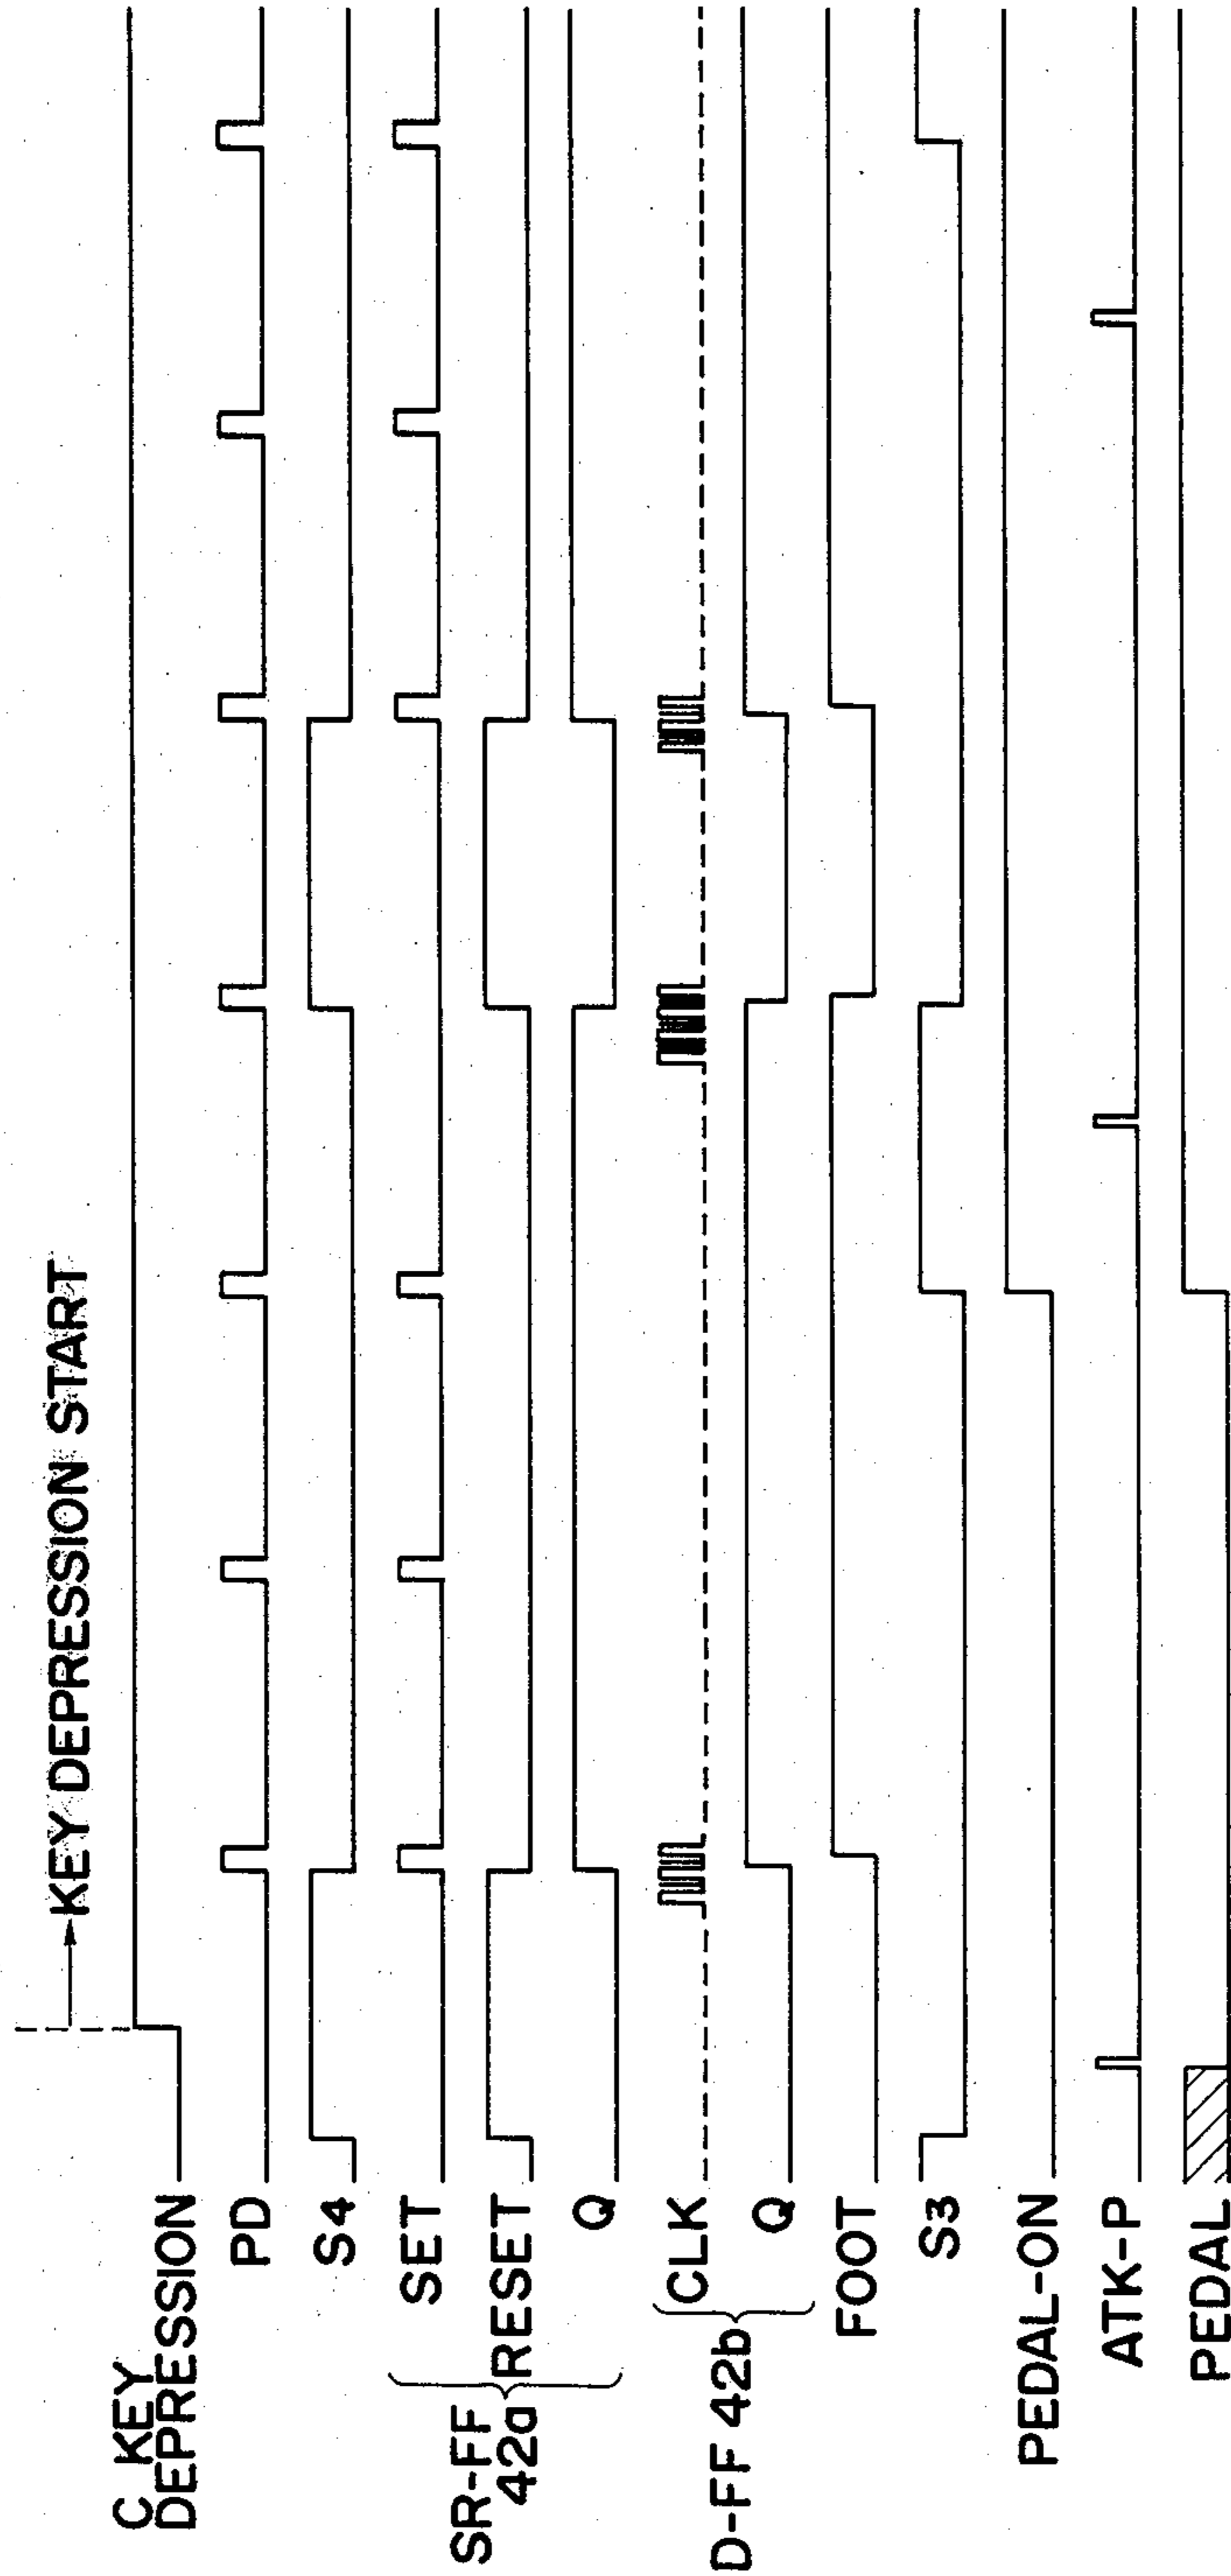 KEY DEPRESSION START
C KEY
DEPRESSION
PD
S4
SR-FF
42a
SET
RESET
Q
D-FF 42b
CLK
Q
FOOT
S3
PEDAL-ON
ATK-P
PEDAL